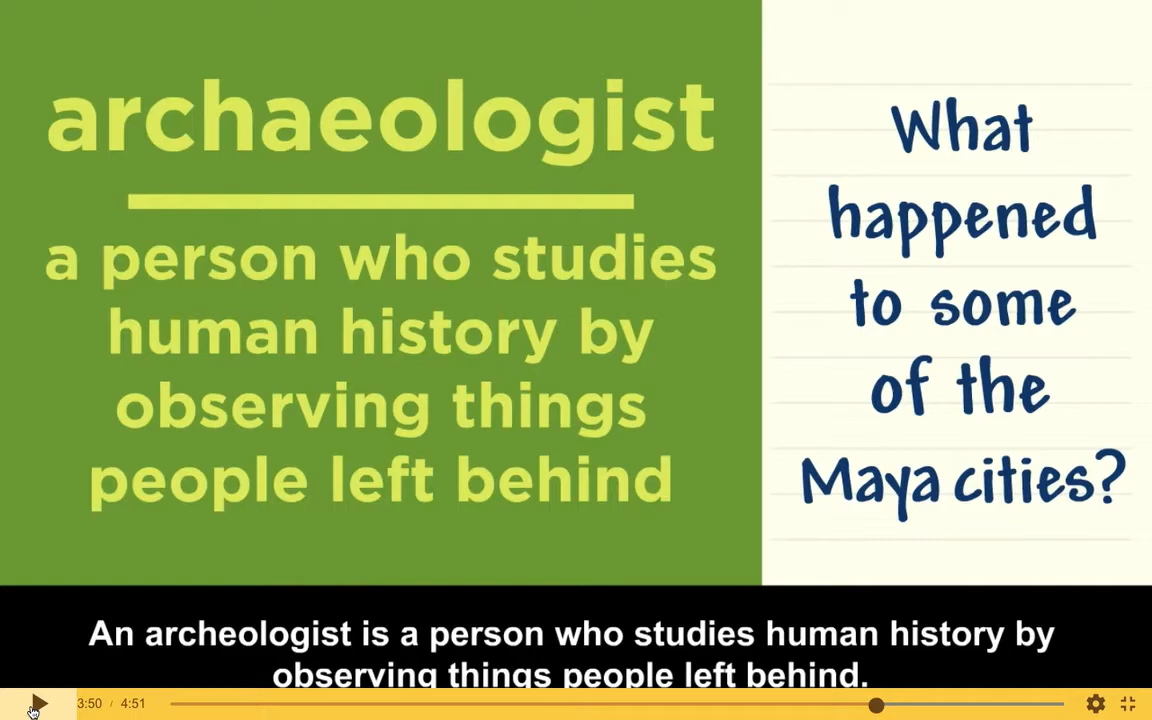 archaeologist
a person who studies
human history by
observing things
people left behind
What
happened
to some
of the
Maya cities?
An archeologist is a person who studies human history by
observing things people left behind.
3:50 / 4:51